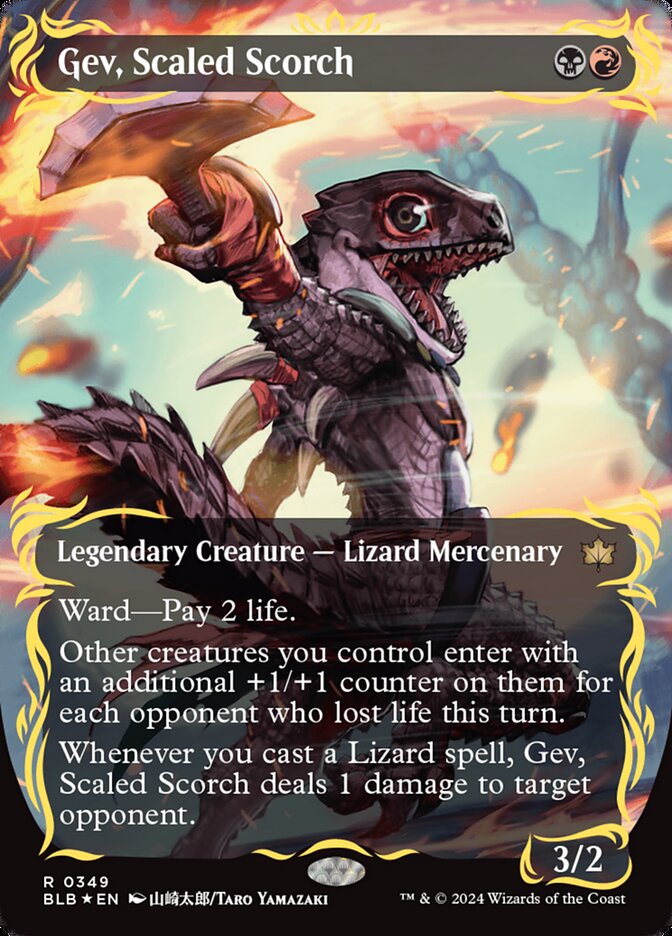 Gev, Scaled Scorch
Legendary Creature — Lizard Mercenary
Ward—Pay 2 life.
Other creatures you control enter with
an additional +1/+1 counter on them for
each opponent who lost life this turn.
Whenever you cast a Lizard spell, Gev,
Scaled Scorch deals 1 damage to target
opponent.
3/2
R 0349
BLB★EN 山崎太郎/Taro Yamazaki
™ & © 2024 Wizards of the Coast